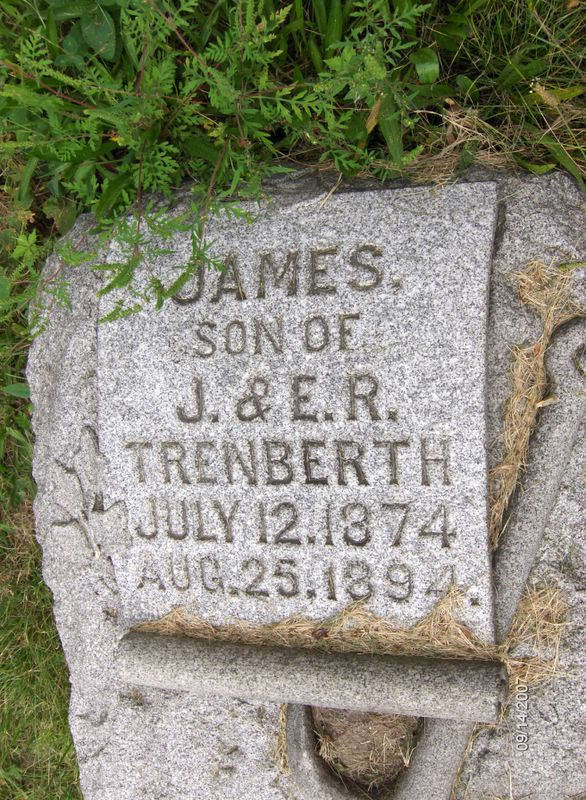 JAMES.
SON OF
J. & E. R.
TRENBERTH
JULY 12. 1874
AUG. 25. 1894.
09/14/2007